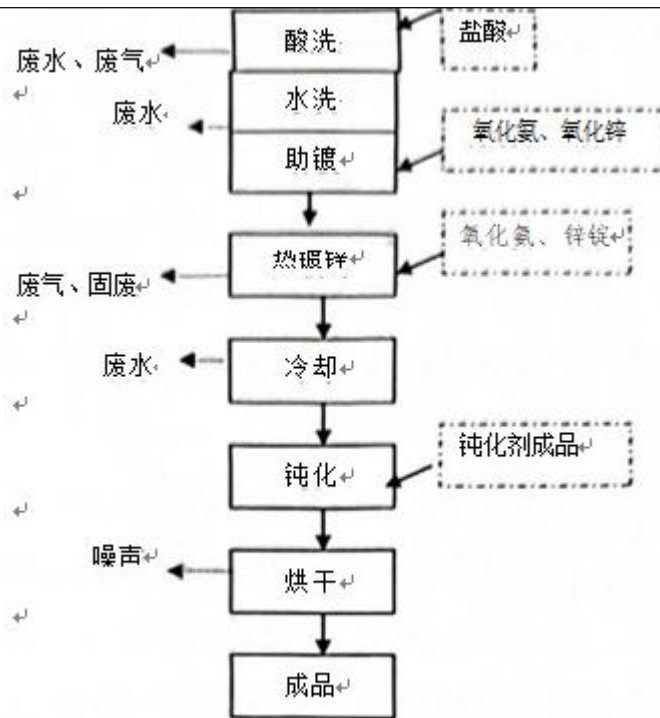 酸洗
盐酸
废水、废气
水洗
废水
氧化氨、氧化锌
助镀
氧化氨、锌锭
热镀锌
废气、固废
冷却
废水
钝化剂成品
钝化
噪声
烘干
成品